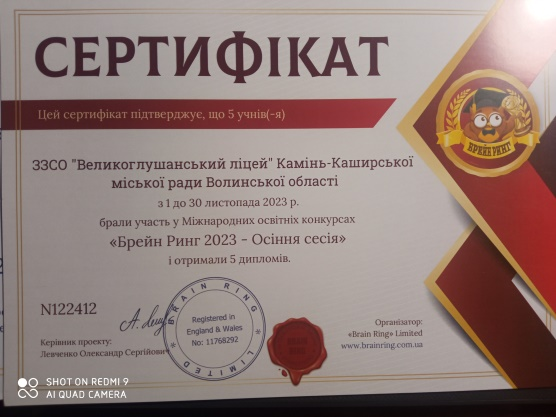 СЕРТИФІКАТ
Цей сертифікат підтверджує, що 5 учнів(-я)
БРЕЙН РИНГ
ЗЗСО "Великоглушанський ліцей" Камінь-Каширської
міської ради Волинської області
з 1 до 30 листопада 2023 р.
брали участь у Міжнародних освітніх конкурсах
«Брейн Ринг 2023 - Осіння сесія»
і отримали 5 дипломів.
N122412
Керівник проекту:
Левченко Олександр Сергійович
BRAIN RING
Registered in
England & Wales
No: 11768292
LIMITED
Організатор:
«Brain Ring» Limited
www.brainring.com.ua
SHOT ON REDMI 9
AI QUAD CAMERA